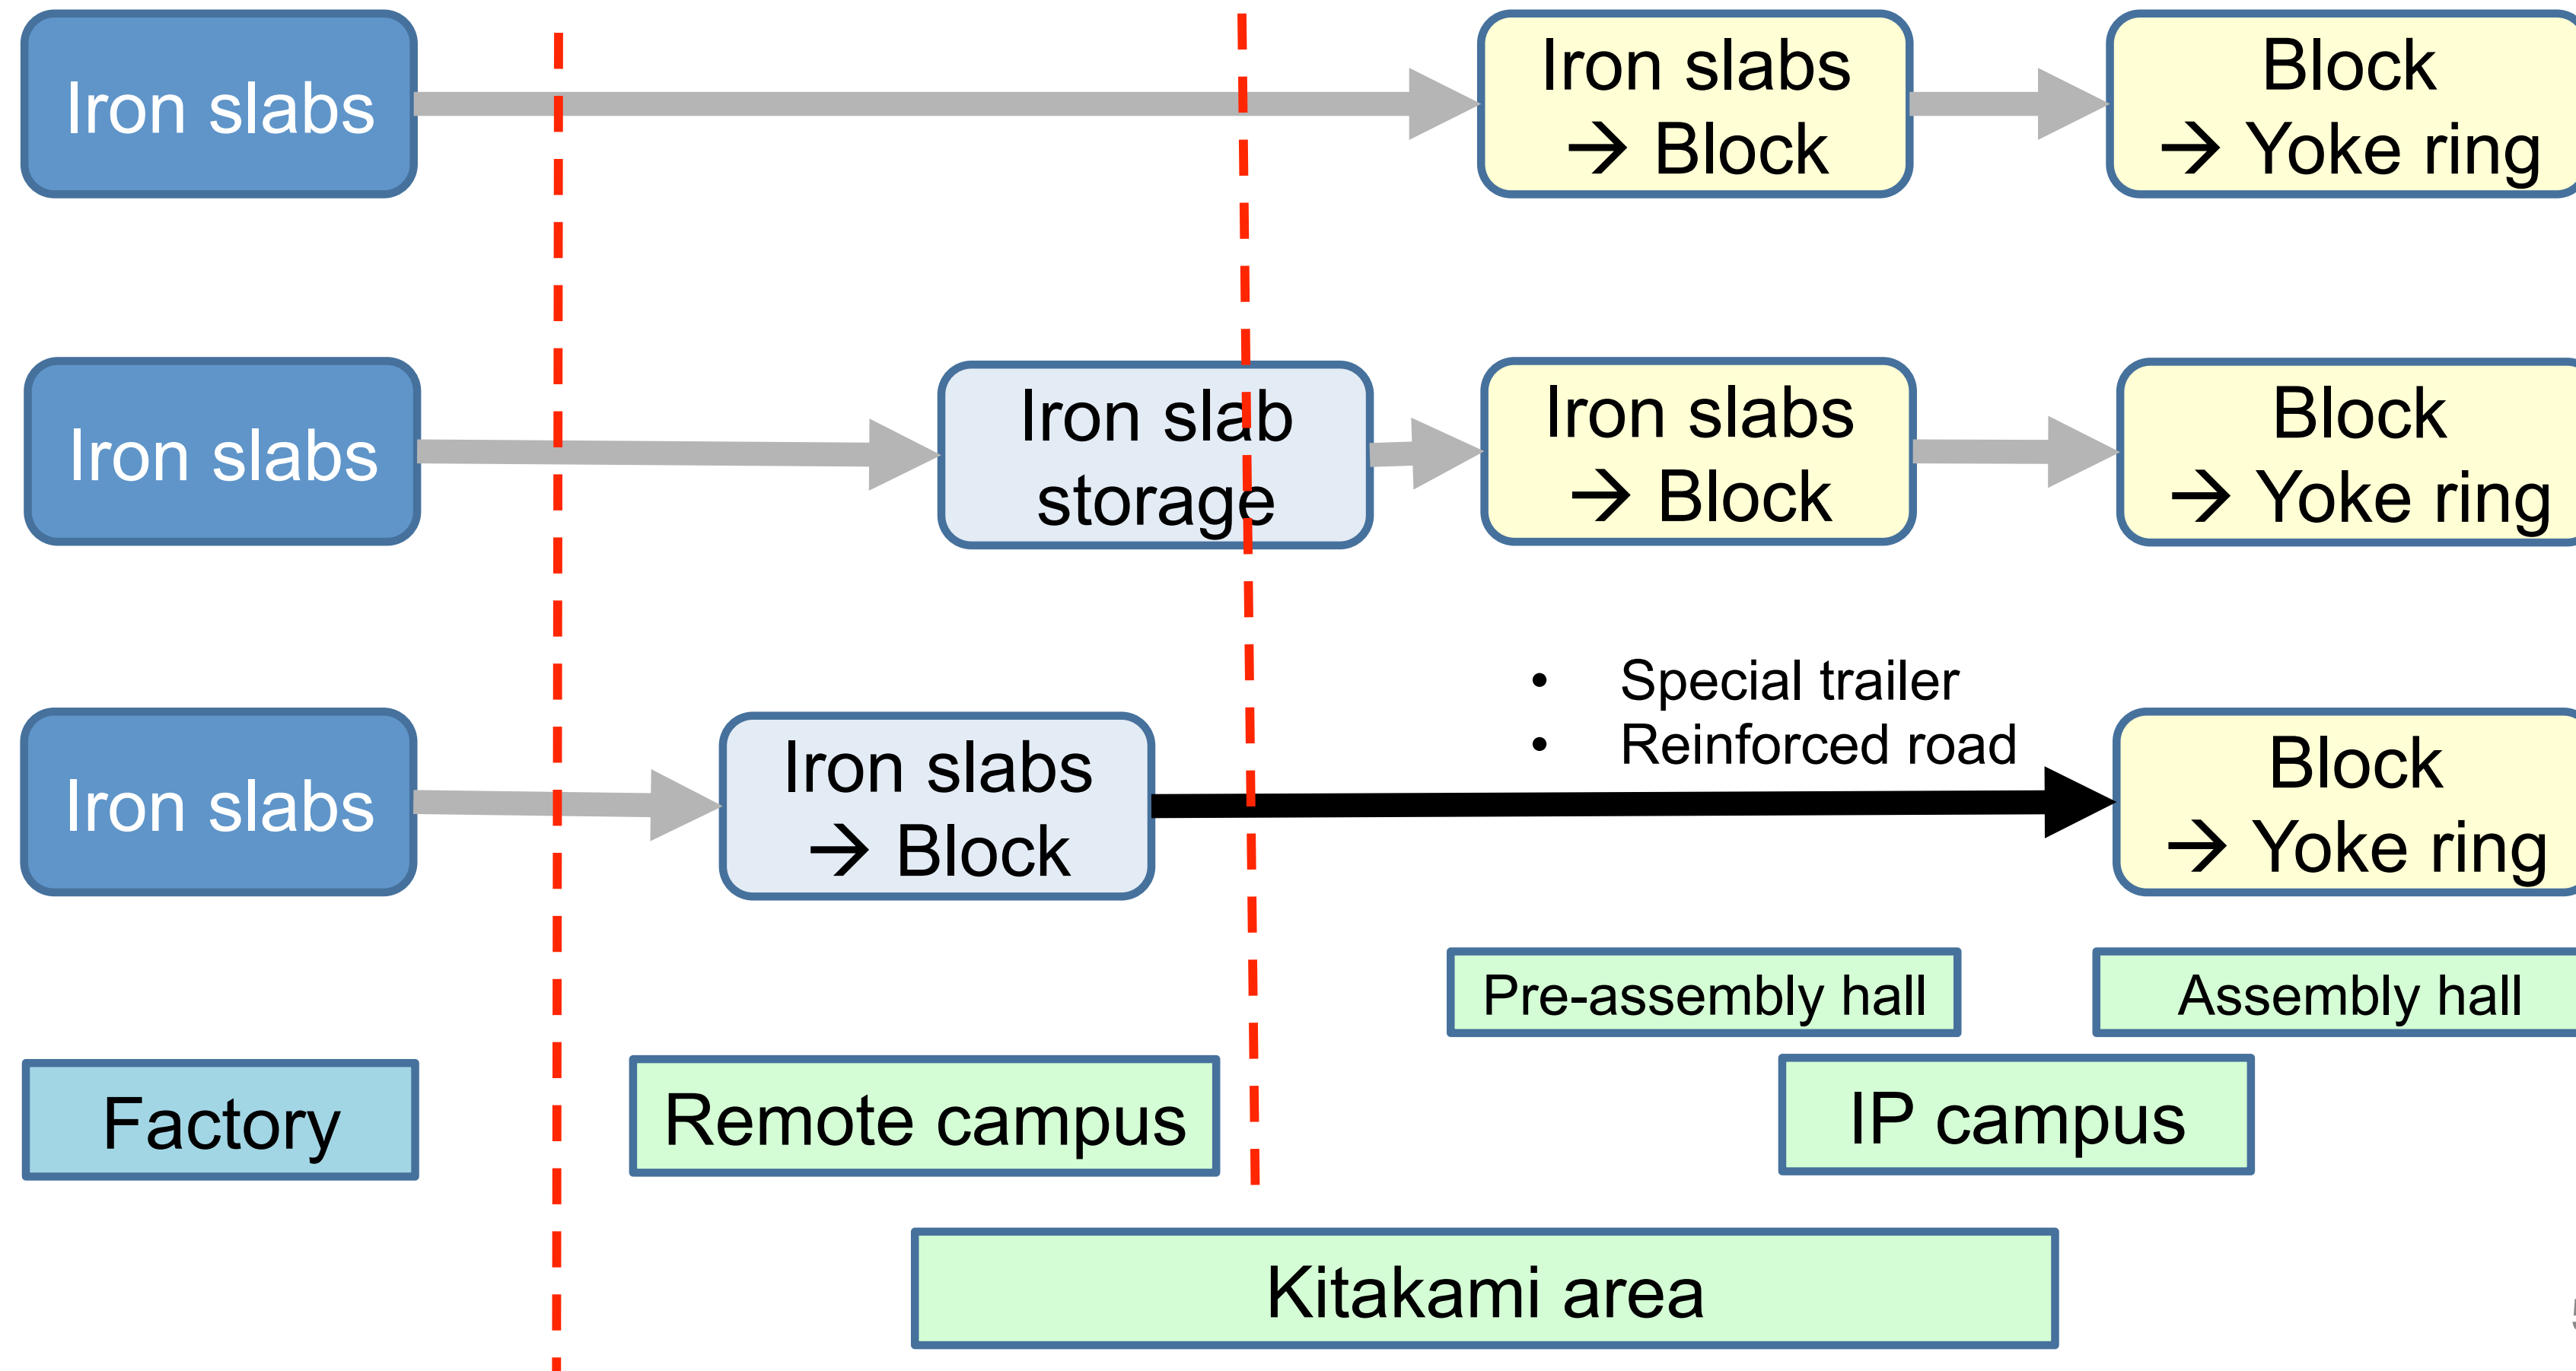 Iron slabs
Iron slabs
→ Block
Block
→ Yoke ring
Iron slabs
Iron slab
storage
Iron slabs
→ Block
Block
→ Yoke ring
• Special trailer
• Reinforced road
Iron slabs
Iron slabs
→ Block
Block
→ Yoke ring
Pre-assembly hall
Assembly hall
Factory
Remote campus
IP campus
Kitakami area